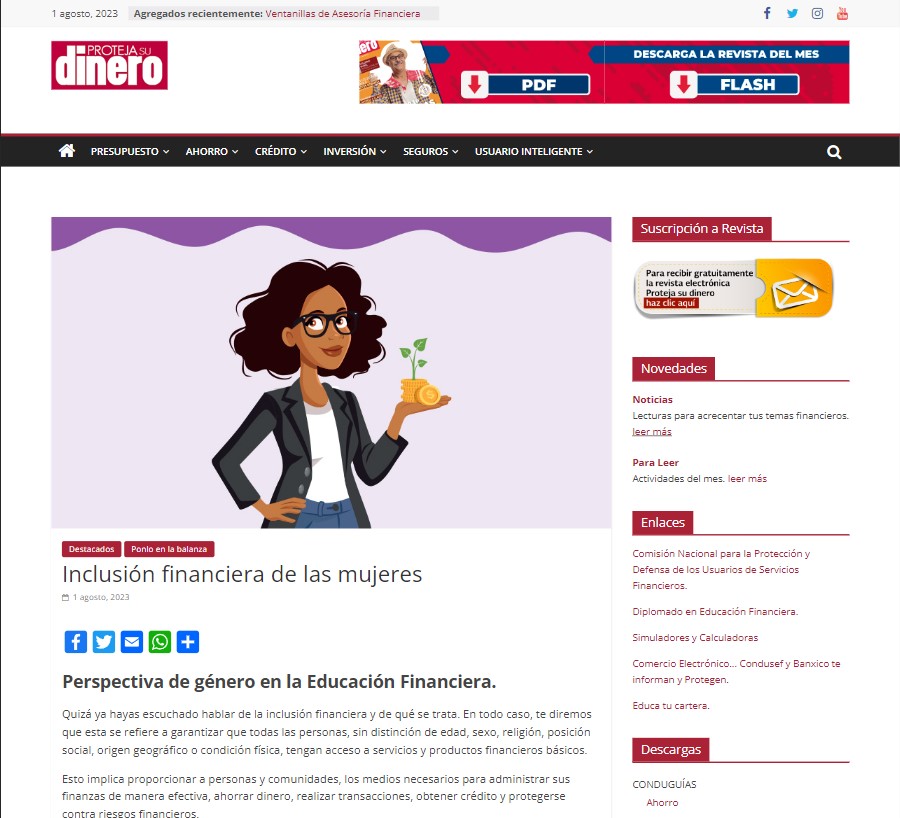 1 agosto, 2023 Agregados recientemente: Ventanillas de Asesoría Financiera
PROTEJA SU
dinero
DESCARGA LA REVISTA DEL MES
PDF FLASH
PRESUPUESTO AHORRO CRÉDITO INVERSIÓN SEGUROS USUARIO INTELIGENTE
Destacados Ponlo en la balanza
Inclusión financiera de las mujeres
1 agosto, 2023
Perspectiva de género en la Educación Financiera.
Quizá ya hayas escuchado hablar de la inclusión financiera y de qué se trata. En todo caso, te diremos
que esta se refiere a garantizar que todas las personas, sin distinción de edad, sexo, religión, posición
social, origen geográfico o condición física, tengan acceso a servicios y productos financieros básicos.
Esto implica proporcionar a personas y comunidades, los medios necesarios para administrar sus
finanzas de manera efectiva, ahorrar dinero, realizar transacciones, obtener crédito y protegerse
contra riesgos financieros.
Suscripción a Revista
Para recibir gratuitamente
la revista electrónica
Proteja su dinero
haz clic aquí
Novedades
Noticias
Lecturas para acrecentar tus temas financieros.
leer más
Para Leer
Actividades del mes. leer más
Enlaces
Comisión Nacional para la Protección y
Defensa de los Usuarios de Servicios
Financieros.
Diplomado en Educación Financiera.
Simuladores y Calculadoras
Comercio Electrónico... Condusef y Banxico te
informan y Protegen.
Educa tu cartera.
Descargas
CONDUGUÍAS
Ahorro